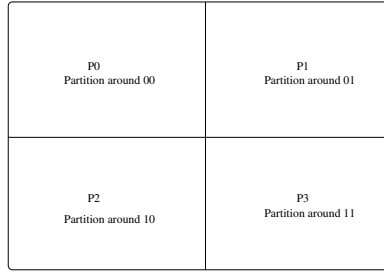 P0
Partition around 00
P1
Partition around 01
P2
Partition around 10
P3
Partition around 11